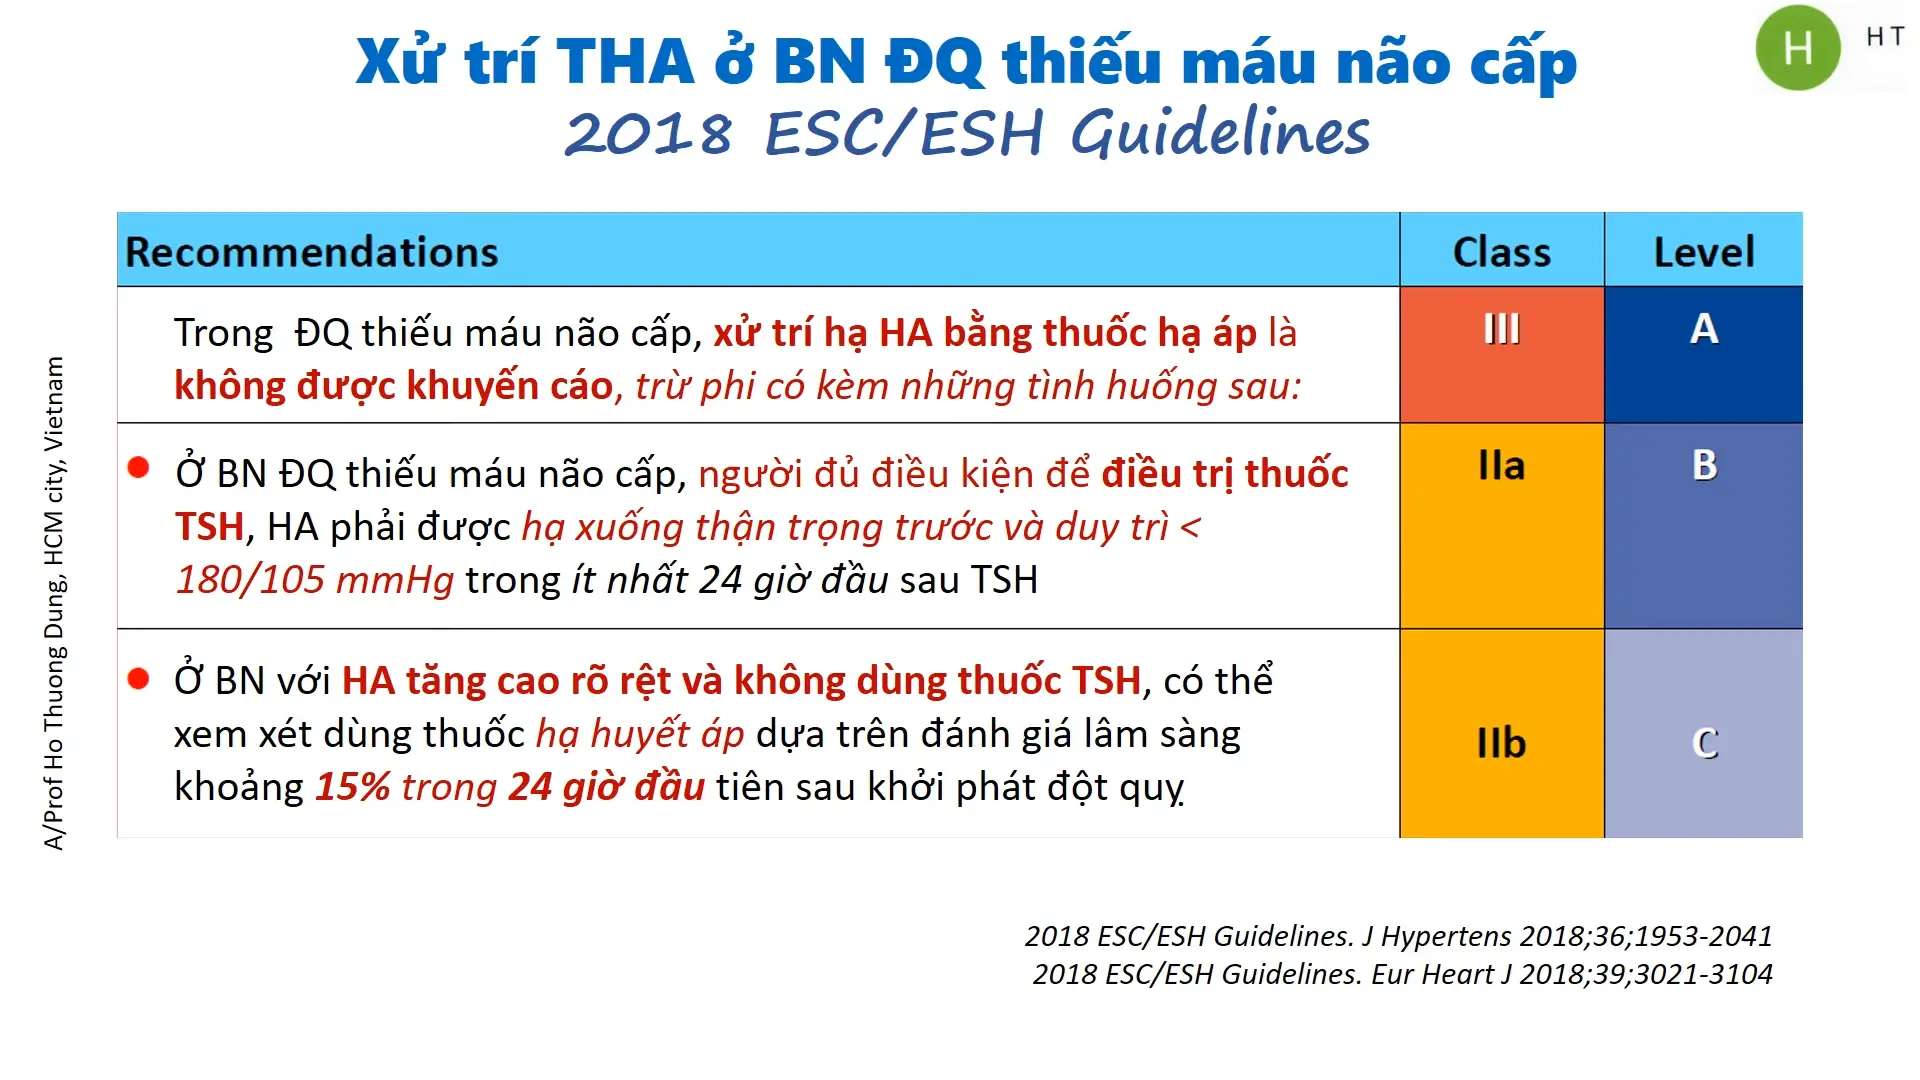 Xử trí THA ở BN ĐQ thiếu máu não cấp
2018 ESC/ESH Guidelines
H
H T
Recommendations Class Level
Trong ĐQ thiếu máu não cấp, xử trí hạ HA bằng thuốc hạ áp là
không được khuyến cáo, trừ phi có kèm những tình huống sau:
III A
Ở BN ĐQ thiếu máu não cấp, người đủ điều kiện để điều trị thuốc
TSH, HA phải được hạ xuống thận trọng trước và duy trì <
180/105 mmHg trong ít nhất 24 giờ đầu sau TSH
IIa B
Ở BN với HA tăng cao rõ rệt và không dùng thuốc TSH, có thể
xem xét dùng thuốc hạ huyết áp dựa trên đánh giá lâm sàng
khoảng 15% trong 24 giờ đầu tiên sau khởi phát đột quỵ
IIb C
A/Prof Ho Thuong Dung, HCM city, Vietnam
2018 ESC/ESH Guidelines. J Hypertens 2018;36;1953-2041
2018 ESC/ESH Guidelines. Eur Heart J 2018;39;3021-3104